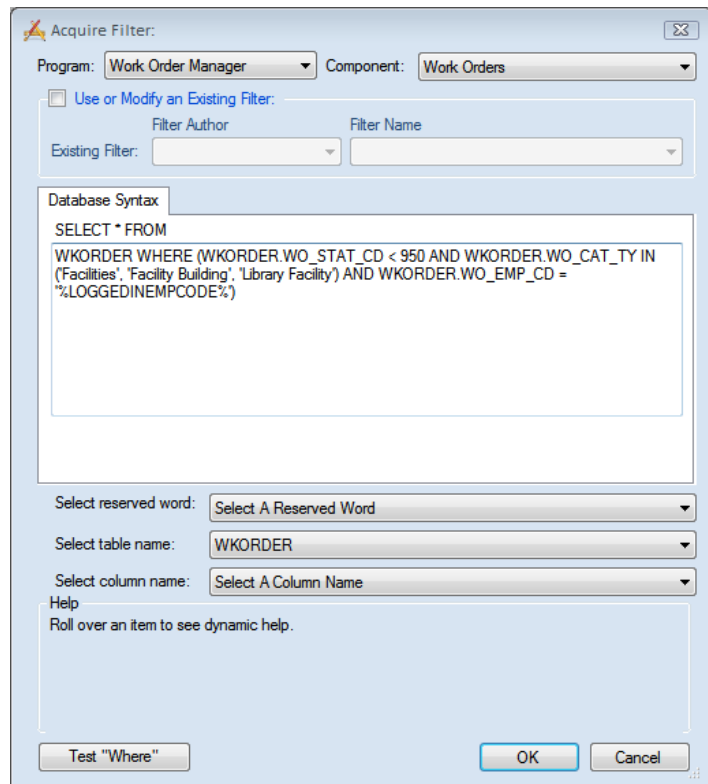 Acquire Filter:
Program: Work Order Manager Component: Work Orders
Use or Modify an Existing Filter:
Filter Author Filter Name
Existing Filter:
Database Syntax
SELECT * FROM
WKORDER WHERE (WKORDER.WO_STAT_CD < 950 AND WKORDER.WO_CAT_TY IN
('Facilities', 'Facility Building', 'Library Facility') AND WKORDER.WO_EMP_CD =
'%LOGGEDINEMPCODE%')
Select reserved word: Select A Reserved Word
Select table name: WKORDER
Select column name: Select A Column Name
Help
Roll over an item to see dynamic help.
Test "Where" OK Cancel